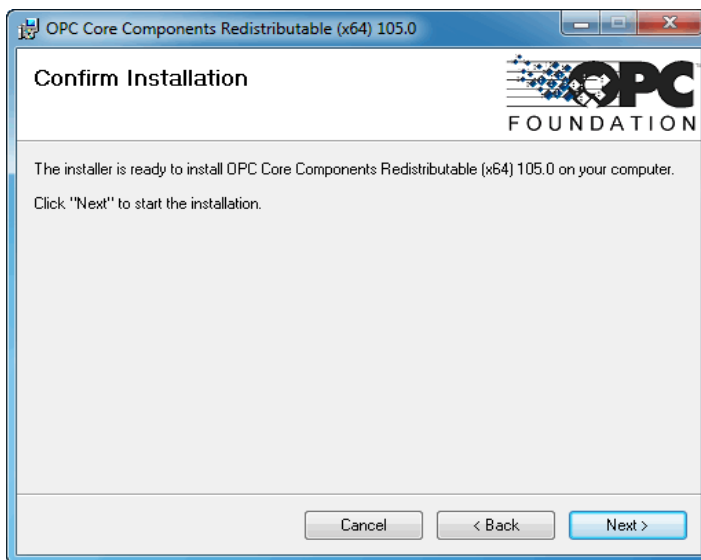 OPC Core Components Redistributable (x64) 105.0
Confirm Installation
OPC
FOUNDATION
The installer is ready to install OPC Core Components Redistributable (x64) 105.0 on your computer.
Click "Next" to start the installation.
Cancel
< Back
Next >